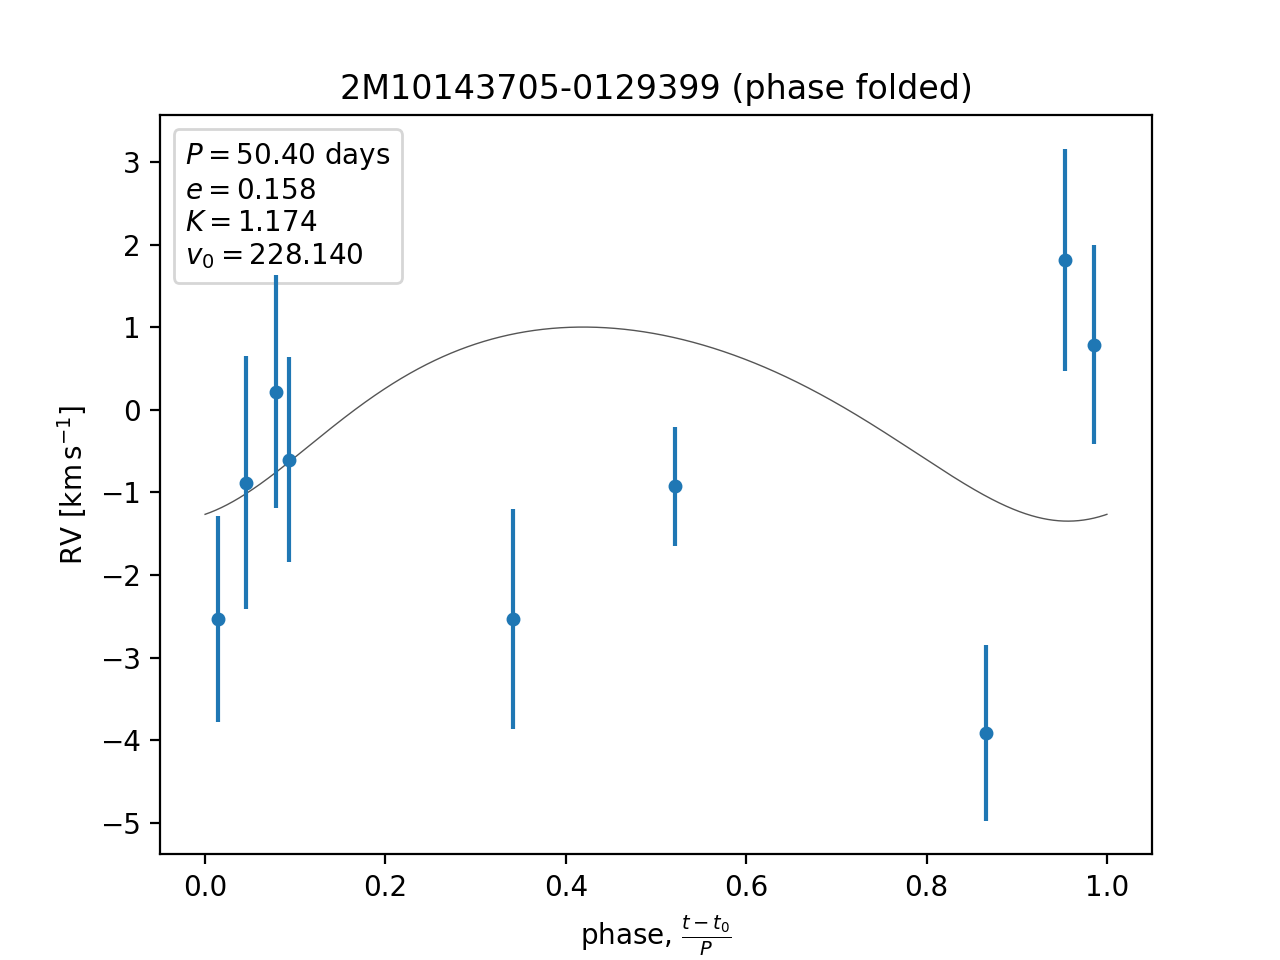 2M10143705-0129399 (phase folded)
P = 50.40 days
e = 0.158
K = 1.174
v₀ = 228.140
3
2
1
0
−1
−2
−3
−4
−5
RV [km s⁻¹]
0.0 0.2 0.4 0.6 0.8 1.0
phase, (t − t₀)/P